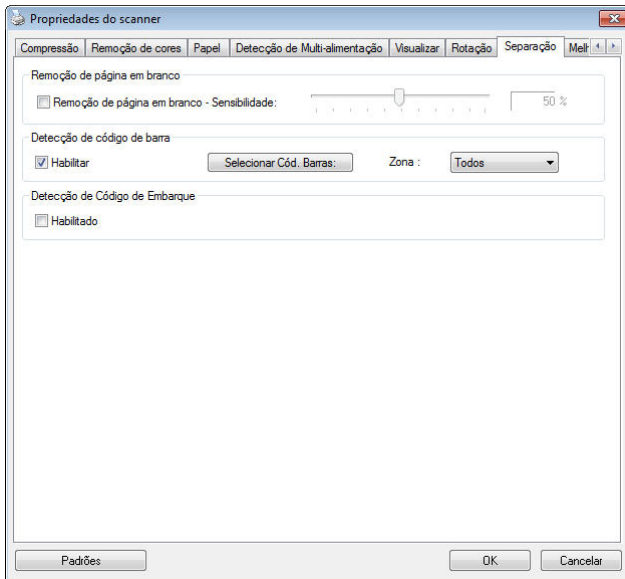 Propriedades do scanner
Compressão Remoção de cores Papel Detecção de Multi-alimentação Visualizar Rotação Separação Melh
Remoção de página em branco
Remoção de página em branco - Sensibilidade: 50 %
Detecção de código de barra
Habilitar Selecionar Cód. Barras: Zona : Todos
Detecção de Código de Embarque
Habilitado
Padrões OK Cancelar